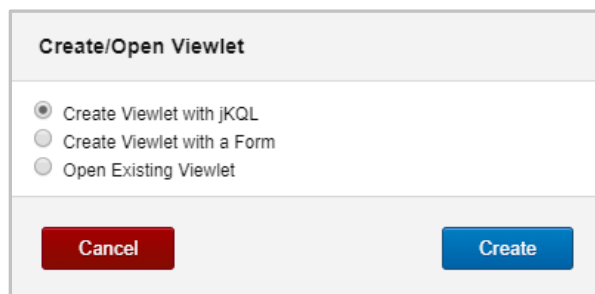 Create/Open Viewlet
Create Viewlet with jKQL
Create Viewlet with a Form
Open Existing Viewlet
Cancel
Create